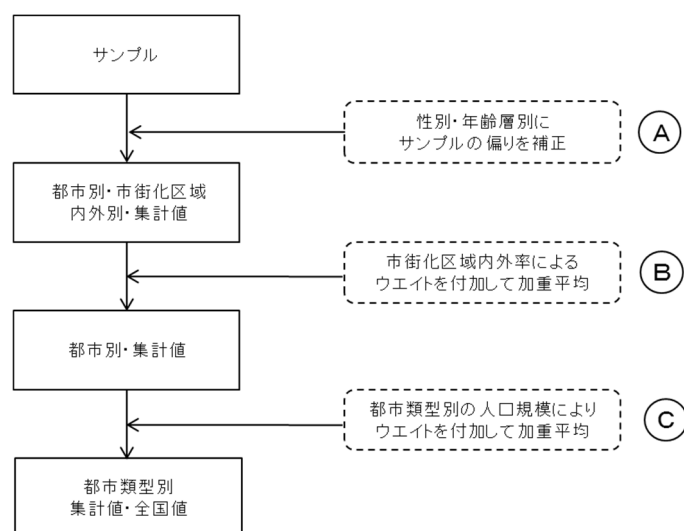 サンプル
性別・年齢層別に
サンプルの偏りを補正
A
都市別・市街化区域
内外別・集計値
市街化区域内外率による
ウエイトを付加して加重平均
B
都市別・集計値
都市類型別の人口規模により
ウエイトを付加して加重平均
C
都市類型別
集計値・全国値